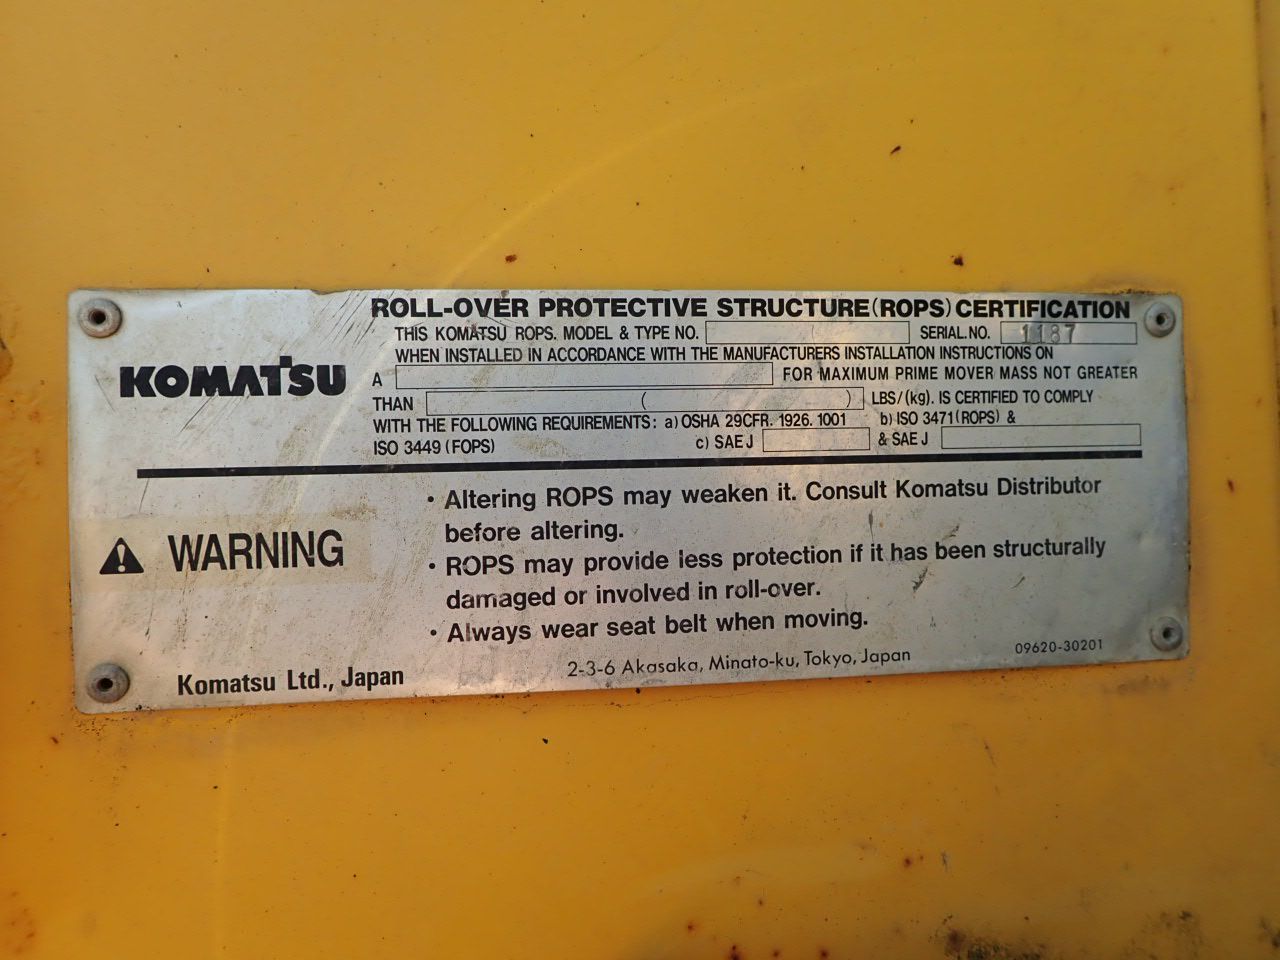 ROLL-OVER PROTECTIVE STRUCTURE(ROPS) CERTIFICATION
THIS KOMATSU ROPS. MODEL & TYPE NO. SERIAL.NO. 1187
WHEN INSTALLED IN ACCORDANCE WITH THE MANUFACTURERS INSTALLATION INSTRUCTIONS ON
KOMATSU
A FOR MAXIMUM PRIME MOVER MASS NOT GREATER
THAN ( ) LBS/(kg). IS CERTIFIED TO COMPLY
WITH THE FOLLOWING REQUIREMENTS: a) OSHA 29CFR. 1926. 1001 b) ISO 3471(ROPS) &
ISO 3449 (FOPS) c) SAE J & SAE J
WARNING
• Altering ROPS may weaken it. Consult Komatsu Distributor
before altering.
• ROPS may provide less protection if it has been structurally
damaged or involved in roll-over.
• Always wear seat belt when moving.
Komatsu Ltd., Japan 2-3-6 Akasaka, Minato-ku, Tokyo, Japan 09620-30201